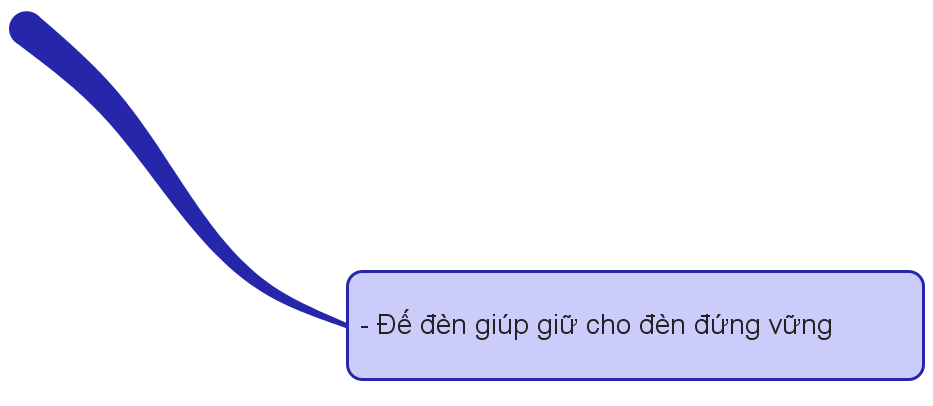 - Đế đèn giúp giữ cho đèn đứng vững